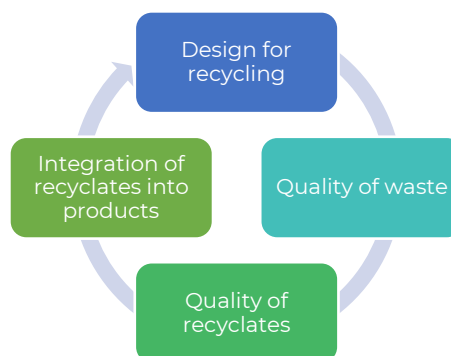 Design for
recycling
Quality of waste
Quality of
recyclates
Integration of
recyclates into
products